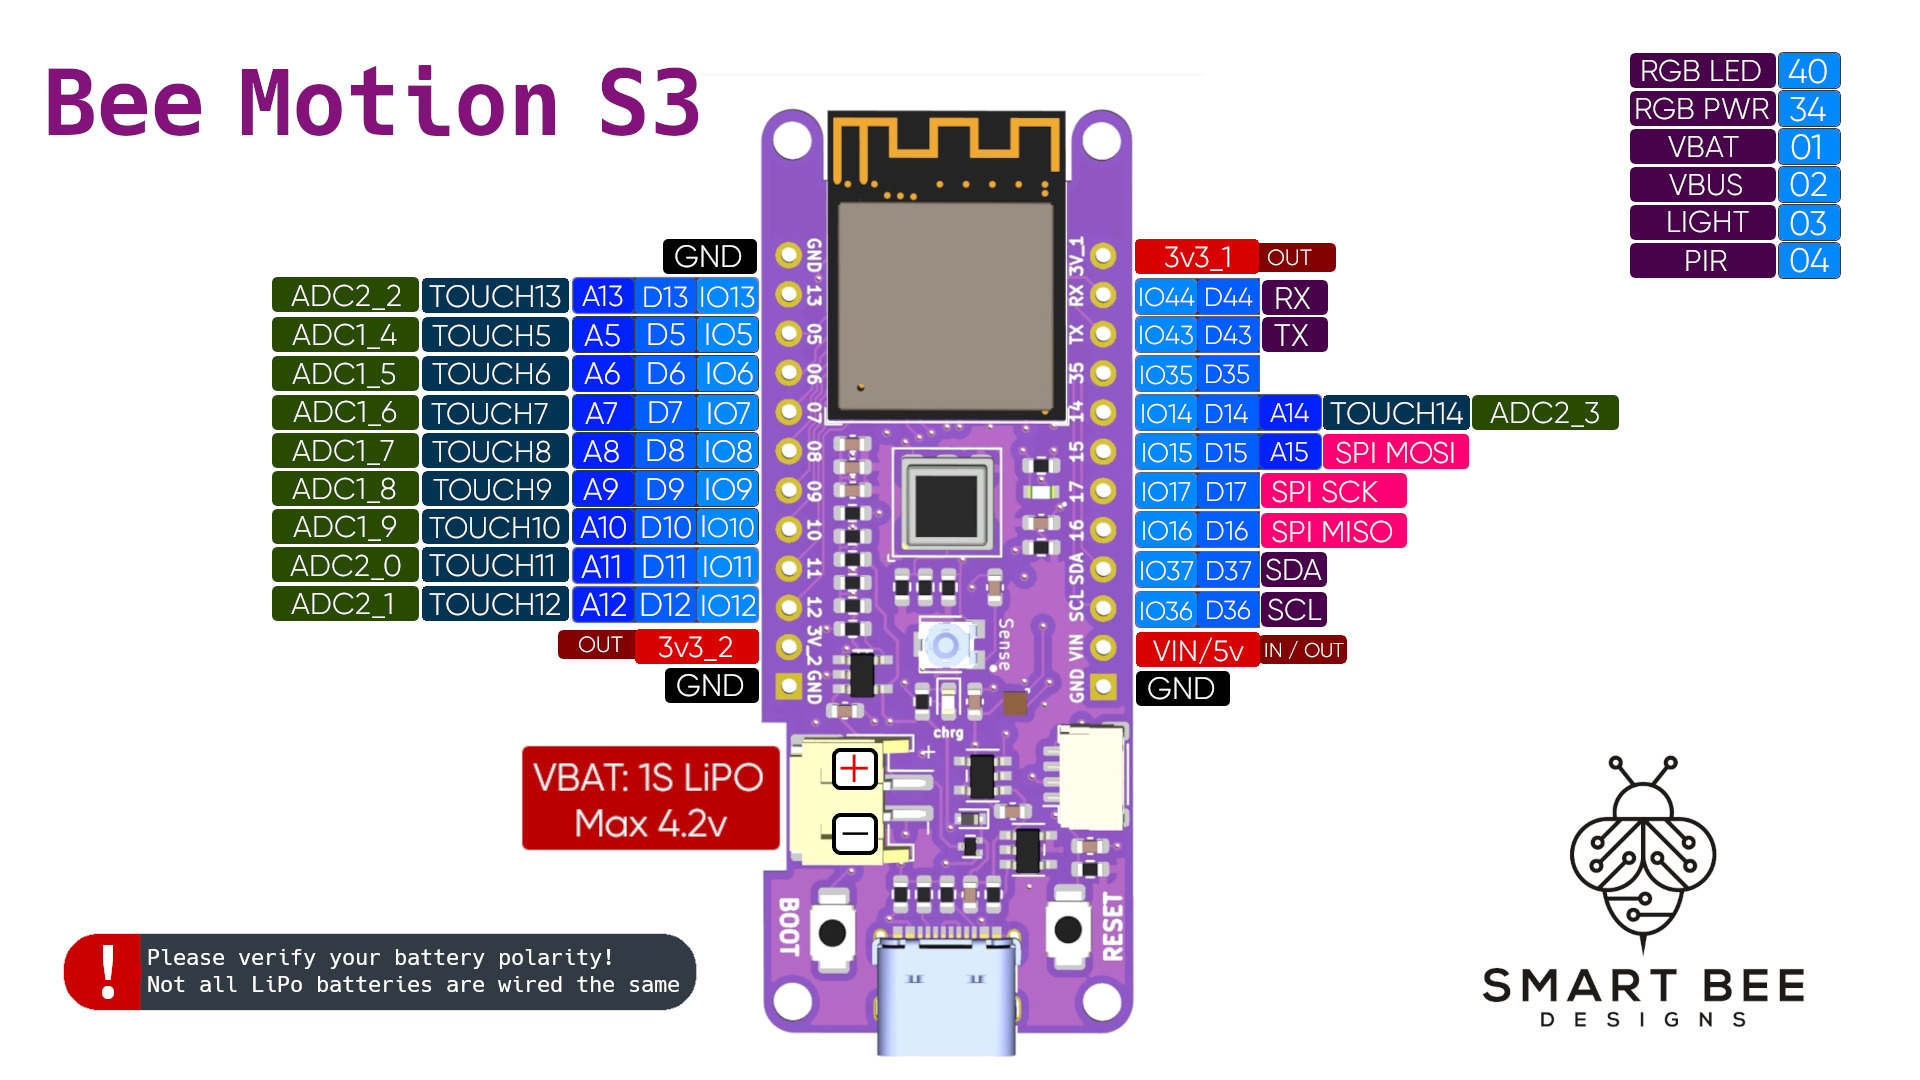 Bee Motion S3
RGB LED 40
RGB PWR 34
VBAT 01
VBUS 02
LIGHT 03
PIR 04
GND
ADC2_2 TOUCH13 A13 D13 IO13
ADC1_4 TOUCH5 A5 D5 IO5
ADC1_5 TOUCH6 A6 D6 IO6
ADC1_6 TOUCH7 A7 D7 IO7
ADC1_7 TOUCH8 A8 D8 IO8
ADC1_8 TOUCH9 A9 D9 IO9
ADC1_9 TOUCH10 A10 D10 IO10
ADC2_0 TOUCH11 A11 D11 IO11
ADC2_1 TOUCH12 A12 D12 IO12
OUT 3v3_2
GND
GND
13
05
06
07
08
09
10
11
12
3V_2
GND
3V_1
RX
TX
35
14
15
17
16
SDA
SCL
VIN
GND
3v3_1 OUT
IO44 D44 RX
IO43 D43 TX
IO35 D35
IO14 D14 A14 TOUCH14 ADC2_3
IO15 D15 A15 SPI MOSI
IO17 D17 SPI SCK
IO16 D16 SPI MISO
IO37 D37 SDA
IO36 D36 SCL
VIN/5v IN / OUT
GND
Sense
chrg
+
+
−
VBAT: 1S LiPO
Max 4.2v
BOOT
RESET
! Please verify your battery polarity!
Not all LiPo batteries are wired the same
SMART BEE
DESIGNS